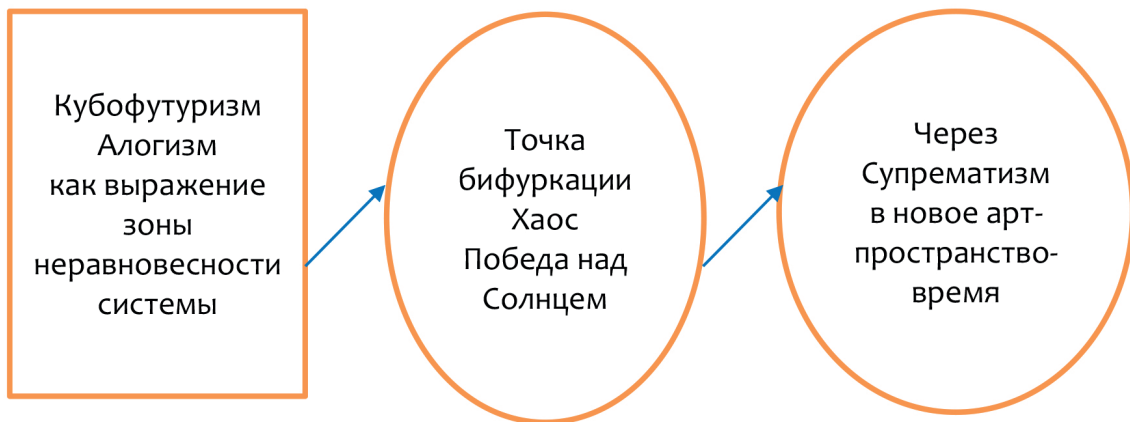 Кубофутуризм
Алогизм
как выражение
зоны
неравновесности
системы
Точка
бифуркации
Хаос
Победа над
Солнцем
Через
Супрематизм
в новое арт-
пространство-
время